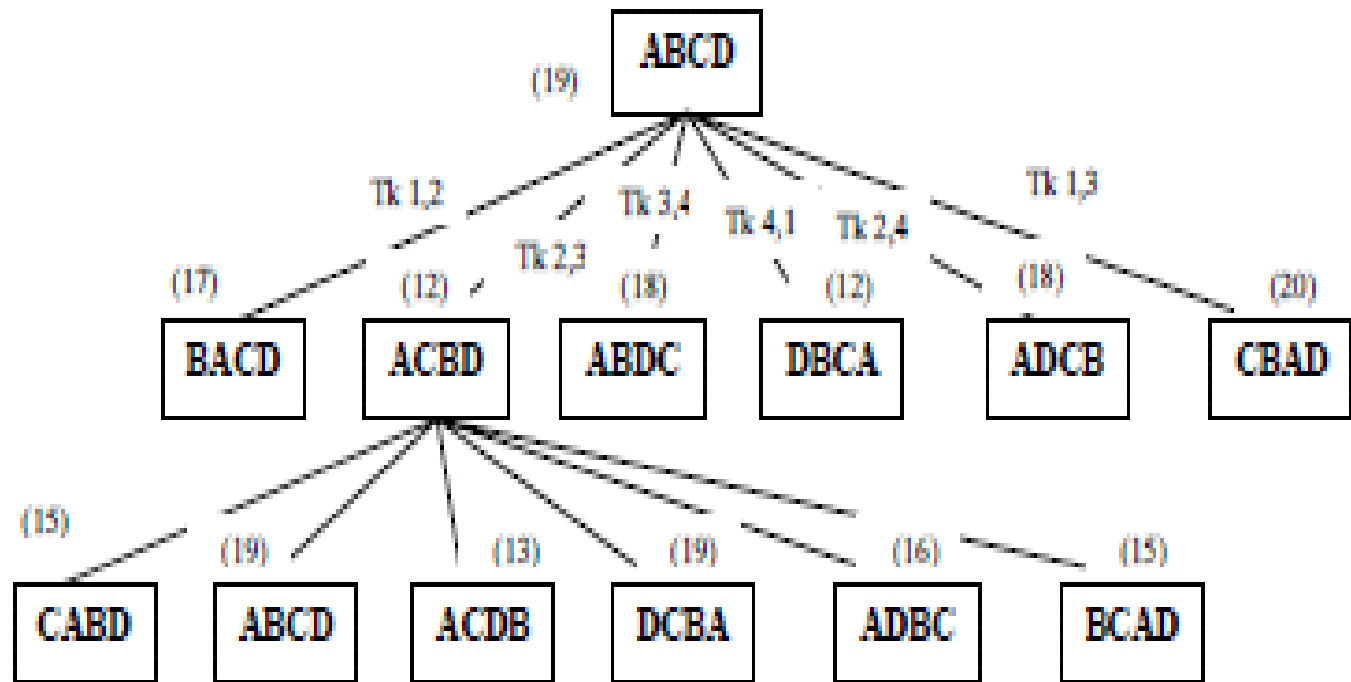 ABCD
(19)
Tk 1,2
Tk 2,3
Tk 3,4
Tk 4,1
Tk 2,4
Tk 1,3
(17)
(12)
(18)
(12)
(18)
(20)
BACD
ACBD
ABDC
DBCA
ADCB
CBAD
(15)
(19)
(13)
(19)
(16)
(15)
CABD
ABCD
ACDB
DCBA
ADBC
BCAD